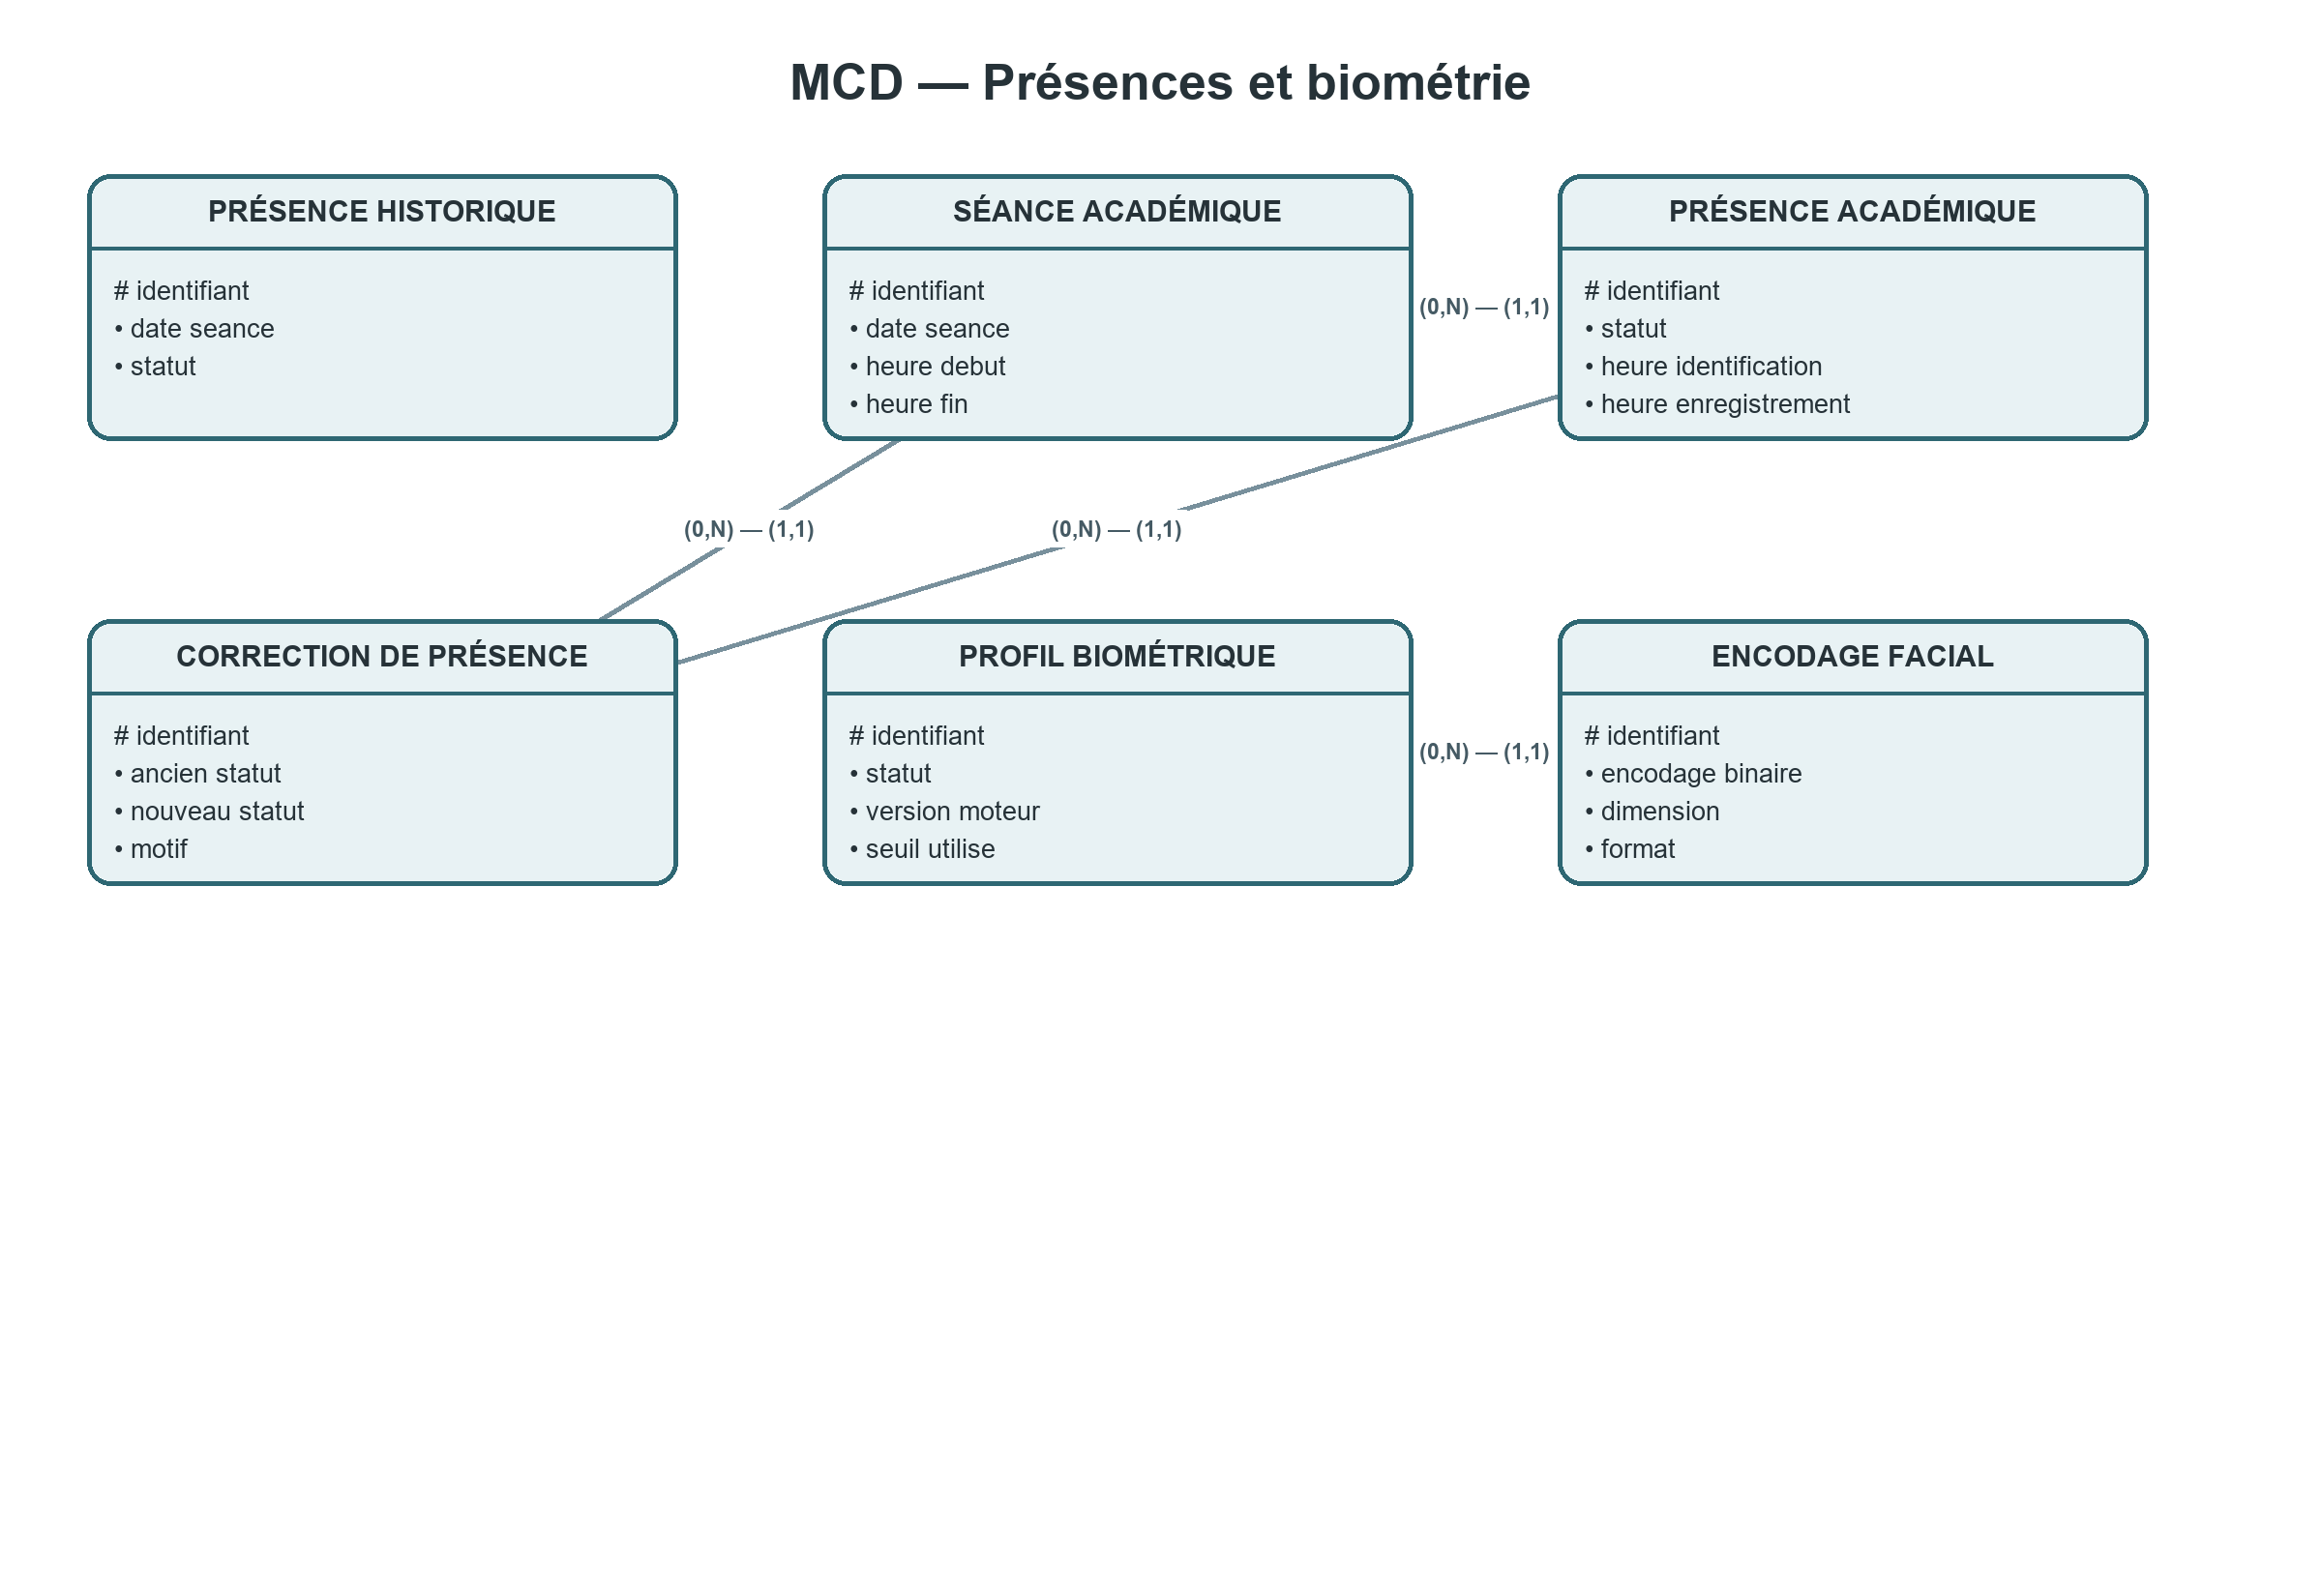 MCD — Présences et biométrie
PRÉSENCE HISTORIQUE
# identifiant
• date seance
• statut
SÉANCE ACADÉMIQUE
# identifiant
• date seance
• heure debut
• heure fin
(0,N) — (1,1)
PRÉSENCE ACADÉMIQUE
# identifiant
• statut
• heure identification
• heure enregistrement
(0,N) — (1,1)
(0,N) — (1,1)
CORRECTION DE PRÉSENCE
# identifiant
• ancien statut
• nouveau statut
• motif
PROFIL BIOMÉTRIQUE
# identifiant
• statut
• version moteur
• seuil utilise
(0,N) — (1,1)
ENCODAGE FACIAL
# identifiant
• encodage binaire
• dimension
• format